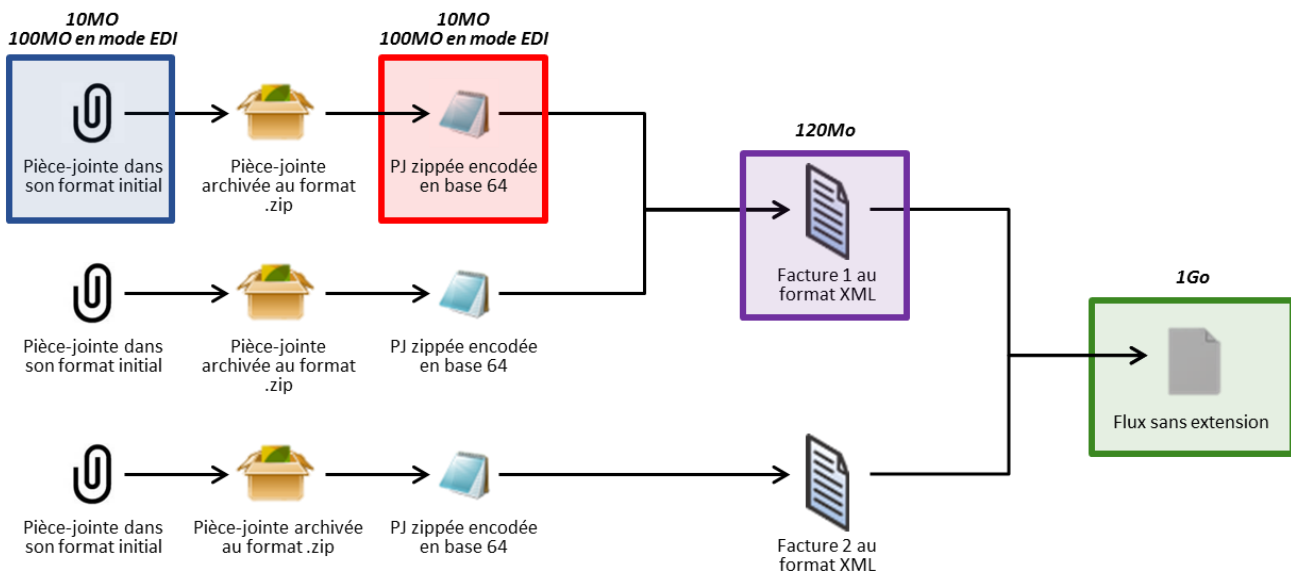 10MO
100MO en mode EDI
10MO
100MO en mode EDI
Pièce-jointe dans
son format initial
Pièce-jointe
archivée au format
.zip
PJ zippée encodée
en base 64
120Mo
Facture 1 au
format XML
Pièce-jointe dans
son format initial
Pièce-jointe
archivée au format
.zip
PJ zippée encodée
en base 64
1Go
Flux sans extension
Pièce-jointe dans
son format initial
Pièce-jointe archivée
au format .zip
PJ zippée encodée
en base 64
Facture 2 au
format XML